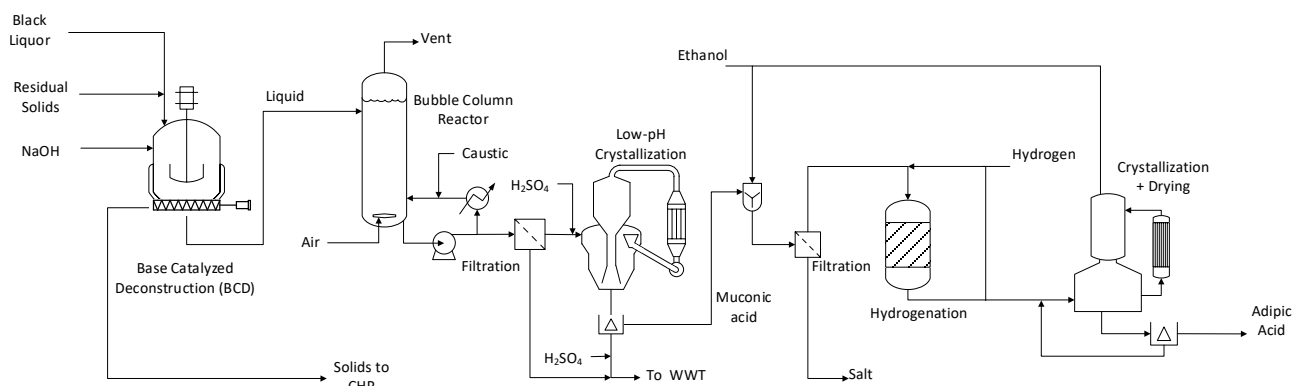 Black
Liquor
Residual
Solids
NaOH
Base Catalyzed
Deconstruction (BCD)
Solids to
CHP
Liquid
Vent
Bubble Column
Reactor
Caustic
Air
Filtration
H₂SO₄
Low-pH
Crystallization
H₂SO₄
To WWT
Muconic
acid
Ethanol
Filtration
Salt
Hydrogen
Hydrogenation
Crystallization
+ Drying
Adipic
Acid